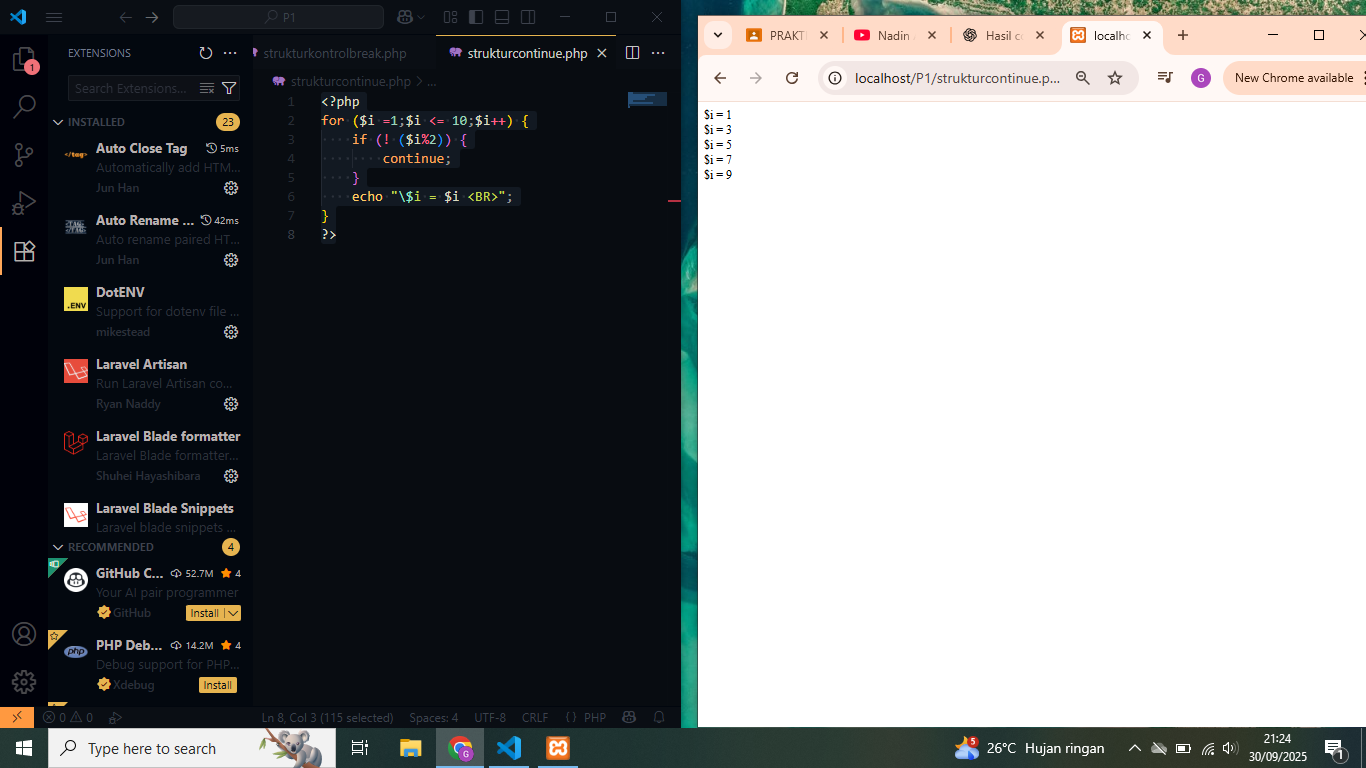 P1
EXTENSIONS
Search Extensions...
INSTALLED 23
Auto Close Tag 5ms
Automatically add HTM...
Jun Han
Auto Rename ... 42ms
Auto rename paired HT...
Jun Han
.ENV
DotENV
Support for dotenv file ...
mikestead
Laravel Artisan
Run Laravel Artisan co...
Ryan Naddy
Laravel Blade formatter
Laravel Blade formatter...
Shuhei Hayashibara
Laravel Blade Snippets
Laravel blade snippets ...
RECOMMENDED 4
GitHub C... 52.7M 4
Your AI pair programmer
GitHub Install
php
PHP Deb... 14.2M 4
Debug support for PHP...
Xdebug Install
1
strukturkontrolbreak.php strukturcontinue.php
strukturcontinue.php > ...
1 <?php
2 for ($i =1;$i <= 10;$i++) {
3 if (! ($i%2)) {
4 continue;
5 }
6 echo "\$i = $i <BR>";
7 }
8 ?>
0 0 Ln 8, Col 3 (115 selected) Spaces: 4 UTF-8 CRLF { } PHP
PRAKT Nadin Hasil c localho
localhost/P1/strukturcontinue.p... G New Chrome available
$i = 1
$i = 3
$i = 5
$i = 7
$i = 9
Type here to search
5 26°C Hujan ringan
21:24
30/09/2025
1